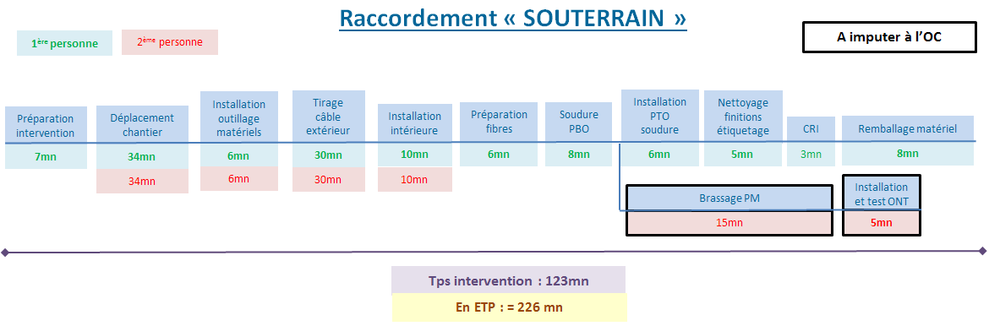 Raccordement « SOUTERRAIN »
1ère personne
2ème personne
A imputer à l'OC
Préparation
intervention
Déplacement
chantier
Installation
outillage
matériels
Tirage
câble
extérieur
Installation
intérieure
Préparation
fibres
Soudure
PBO
Installation
PTO
soudure
Nettoyage
finitions
étiquetage
CRI
Remballage matériel
7mn
34mn
6mn
30mn
10mn
6mn
8mn
6mn
5mn
3mn
8mn
34mn
6mn
30mn
10mn
Brassage PM
15mn
Installation
et test ONT
5mn
Tps intervention : 123mn
En ETP : = 226 mn